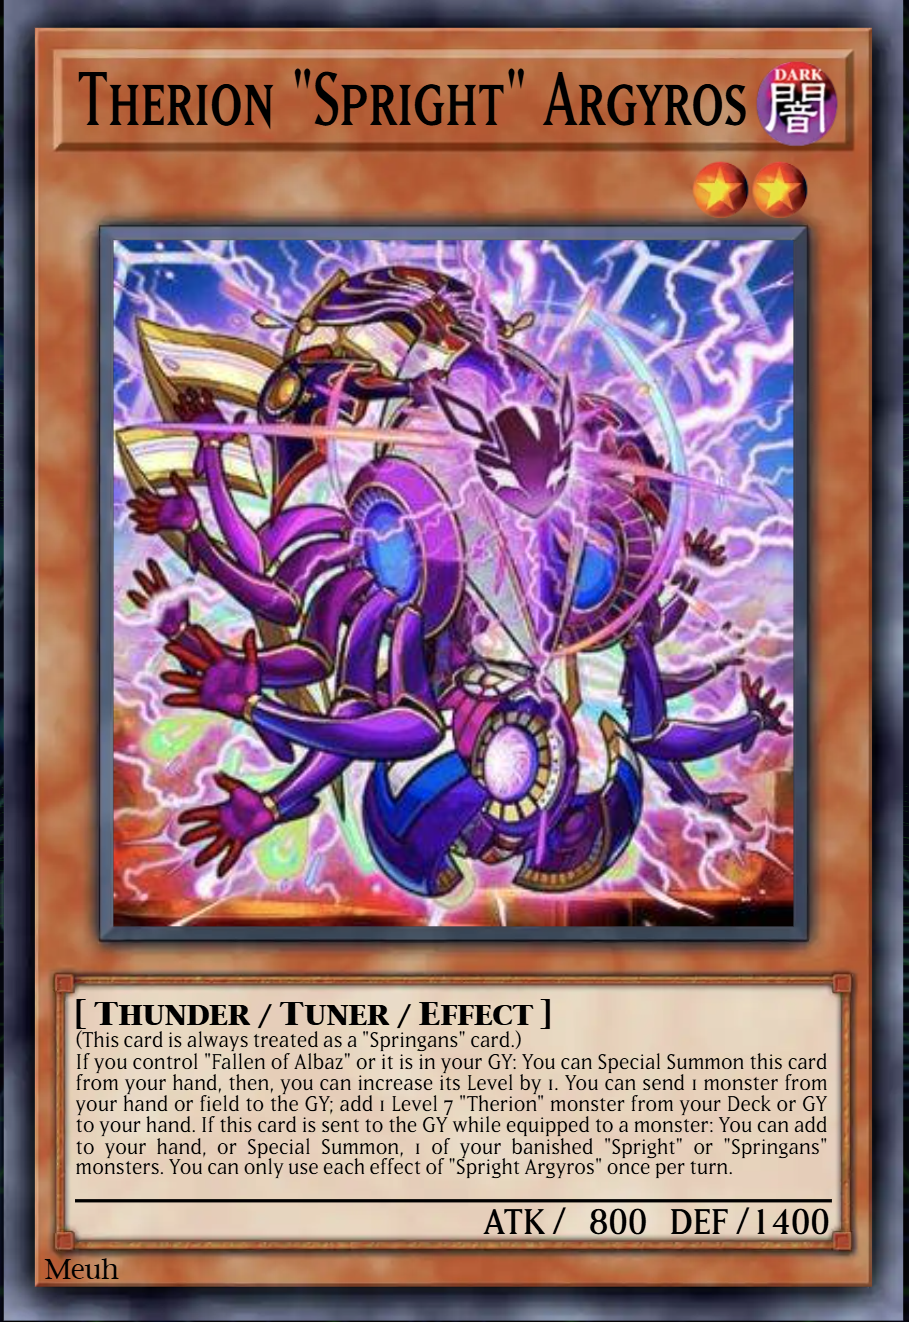 Therion "Spright" Argyros
DARK
闇
[ Thunder / Tuner / Effect ]
(This card is always treated as a "Springans" card.)
If you control "Fallen of Albaz" or it is in your GY: You can Special Summon this card
from your hand, then, you can increase its Level by 1. You can send 1 monster from
your hand or field to the GY; add 1 Level 7 "Therion" monster from your Deck or GY
to your hand. If this card is sent to the GY while equipped to a monster: You can add
to your hand, or Special Summon, 1 of your banished "Spright" or "Springans"
monsters. You can only use each effect of "Spright Argyros" once per turn.
ATK / 800 DEF /1400
Meuh